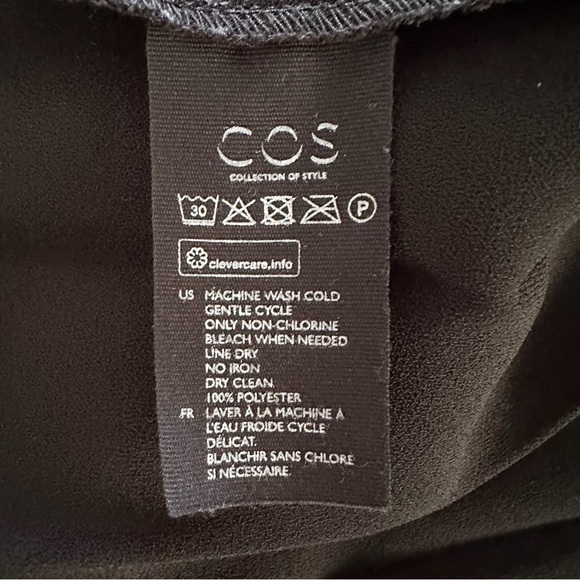 COS
COLLECTION OF STYLE
30 P
clevercare.info
US MACHINE WASH COLD
GENTLE CYCLE
ONLY NON-CHLORINE
BLEACH WHEN NEEDED
LINE DRY
NO IRON
DRY CLEAN
100% POLYESTER
FR LAVER À LA MACHINE À
L'EAU FROIDE CYCLE
DÉLICAT.
BLANCHIR SANS CHLORE
SI NÉCESSAIRE.